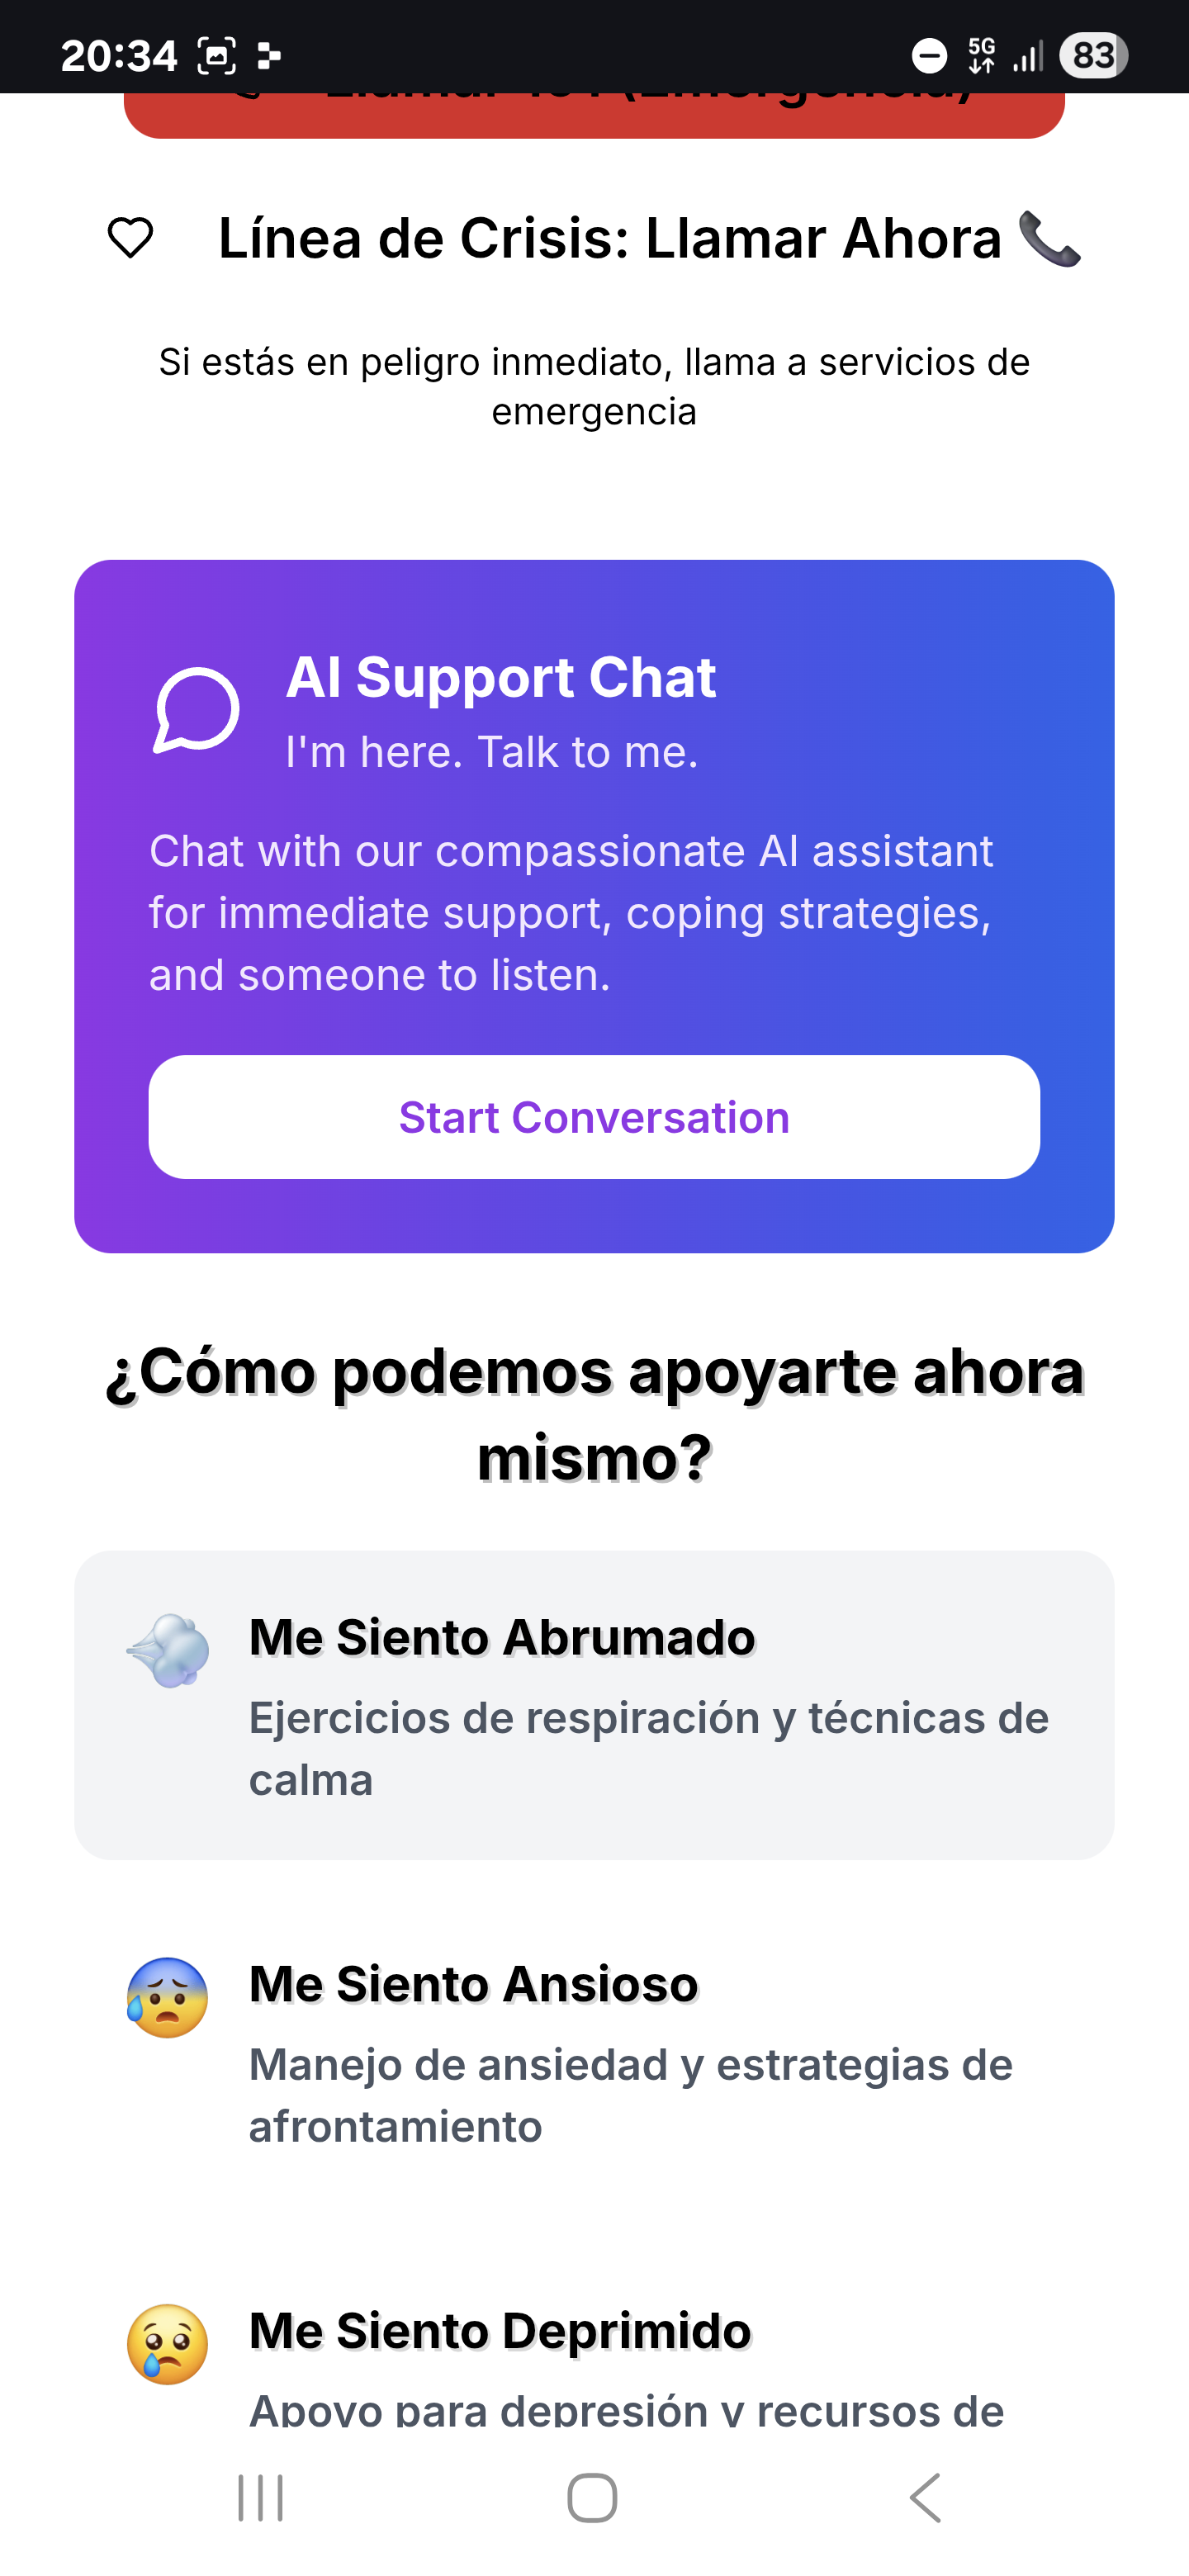 20:34
5G
83
Línea de Crisis: Llamar Ahora 📞
Si estás en peligro inmediato, llama a servicios de
emergencia
AI Support Chat
I'm here. Talk to me.
Chat with our compassionate AI assistant
for immediate support, coping strategies,
and someone to listen.
Start Conversation
¿Cómo podemos apoyarte ahora
mismo?
Me Siento Abrumado
Ejercicios de respiración y técnicas de
calma
Me Siento Ansioso
Manejo de ansiedad y estrategias de
afrontamiento
Me Siento Deprimido
Apoyo para depresión y recursos de